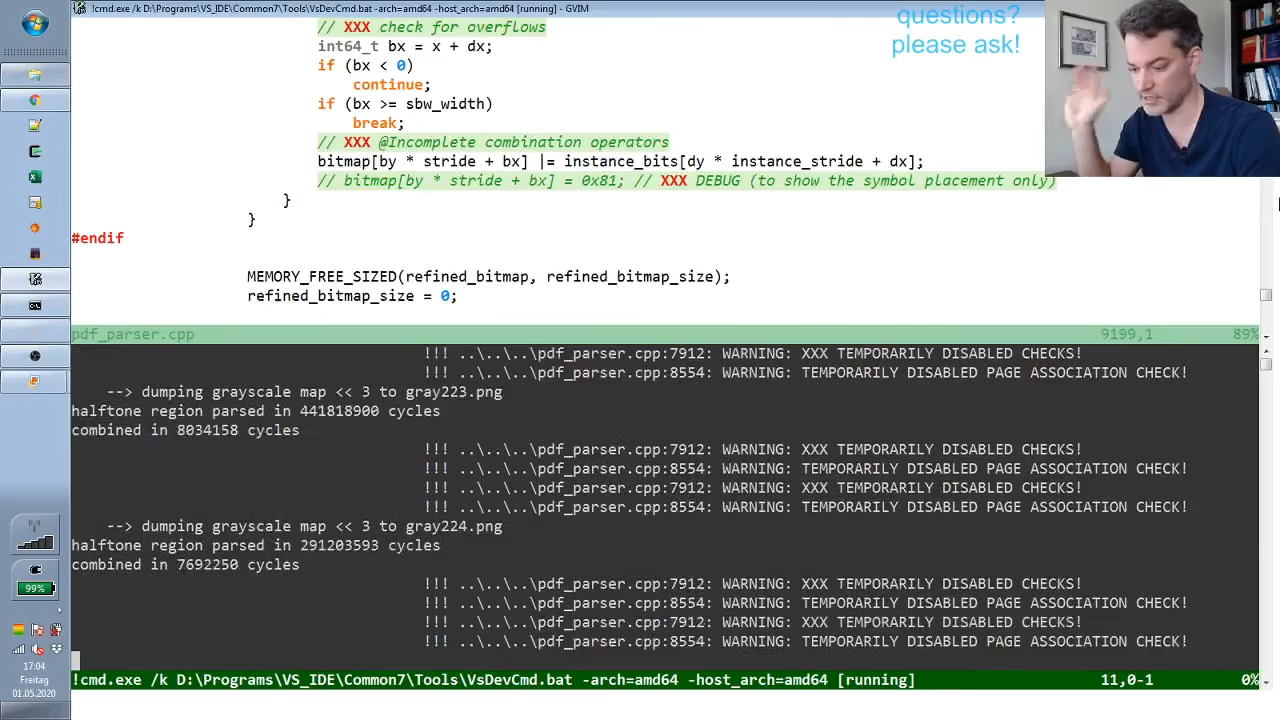 !cmd.exe /k D:\Programs\VS_IDE\Common7\Tools\VsDevCmd.bat -arch=amd64 -host_arch=amd64 [running] - GVIM
// XXX check for overflows
int64_t bx = x + dx;
if (bx < 0)
continue;
if (bx >= sbw_width)
break;
// XXX @Incomplete combination operators
bitmap[by * stride + bx] |= instance_bits[dy * instance_stride + dx];
// bitmap[by * stride + bx] = 0x81; // XXX DEBUG (to show the symbol placement only)
}
}
#endif
MEMORY_FREE_SIZED(refined_bitmap, refined_bitmap_size);
refined_bitmap_size = 0;
questions?
please ask!
pdf_parser.cpp 9199,1 89%
!!! ..\..\..\pdf_parser.cpp:7912: WARNING: XXX TEMPORARILY DISABLED CHECKS!
!!! ..\..\..\pdf_parser.cpp:8554: WARNING: TEMPORARILY DISABLED PAGE ASSOCIATION CHECK!
--> dumping grayscale map << 3 to gray223.png
halftone region parsed in 441818900 cycles
combined in 8034158 cycles
!!! ..\..\..\pdf_parser.cpp:7912: WARNING: XXX TEMPORARILY DISABLED CHECKS!
!!! ..\..\..\pdf_parser.cpp:8554: WARNING: TEMPORARILY DISABLED PAGE ASSOCIATION CHECK!
!!! ..\..\..\pdf_parser.cpp:7912: WARNING: XXX TEMPORARILY DISABLED CHECKS!
!!! ..\..\..\pdf_parser.cpp:8554: WARNING: TEMPORARILY DISABLED PAGE ASSOCIATION CHECK!
--> dumping grayscale map << 3 to gray224.png
halftone region parsed in 291203593 cycles
combined in 7692250 cycles
!!! ..\..\..\pdf_parser.cpp:7912: WARNING: XXX TEMPORARILY DISABLED CHECKS!
!!! ..\..\..\pdf_parser.cpp:8554: WARNING: TEMPORARILY DISABLED PAGE ASSOCIATION CHECK!
!!! ..\..\..\pdf_parser.cpp:7912: WARNING: XXX TEMPORARILY DISABLED CHECKS!
!!! ..\..\..\pdf_parser.cpp:8554: WARNING: TEMPORARILY DISABLED PAGE ASSOCIATION CHECK!
!cmd.exe /k D:\Programs\VS_IDE\Common7\Tools\VsDevCmd.bat -arch=amd64 -host_arch=amd64 [running] 11,0-1 0%
99%
17:04
Freitag
01.05.2020